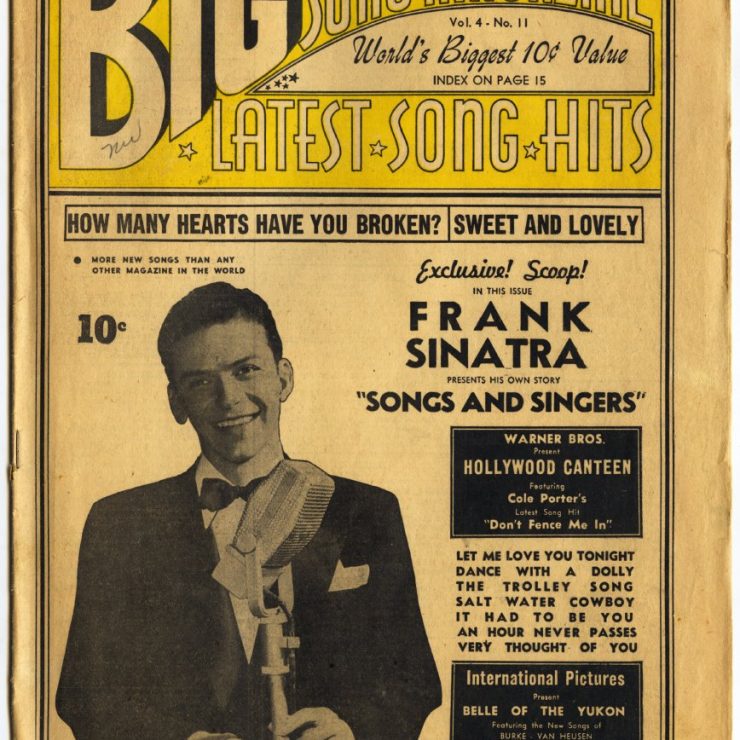 BIG
SONG MAGAZINE
Vol. 4 - No. 11
World's Biggest 10¢ Value
INDEX ON PAGE 15
LATEST SONG HITS
HOW MANY HEARTS HAVE YOU BROKEN? SWEET AND LOVELY
MORE NEW SONGS THAN ANY
OTHER MAGAZINE IN THE WORLD
10c
Exclusive! Scoop!
IN THIS ISSUE
FRANK
SINATRA
PRESENTS HIS OWN STORY
"SONGS AND SINGERS"
WARNER BROS.
Present
HOLLYWOOD CANTEEN
Featuring
Cole Porter's
Latest Song Hit
"Don't Fence Me In"
LET ME LOVE YOU TONIGHT
DANCE WITH A DOLLY
THE TROLLEY SONG
SALT WATER COWBOY
IT HAD TO BE YOU
AN HOUR NEVER PASSES
VERY THOUGHT OF YOU
International Pictures
Present
BELLE OF THE YUKON
Featuring the New Songs of
BURKE - VAN HEUSEN